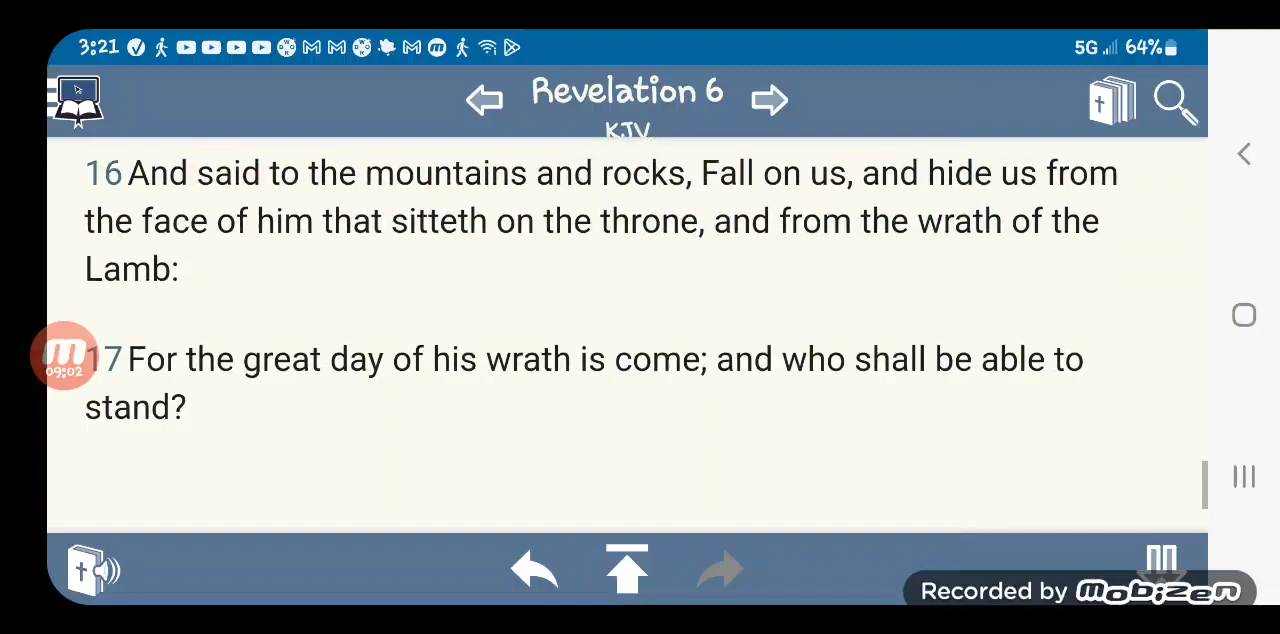 3:21 5G 64%
Revelation 6
KJV
16 And said to the mountains and rocks, Fall on us, and hide us from
the face of him that sitteth on the throne, and from the wrath of the
Lamb:
17 For the great day of his wrath is come; and who shall be able to
09:02
stand?
Recorded by mobizen